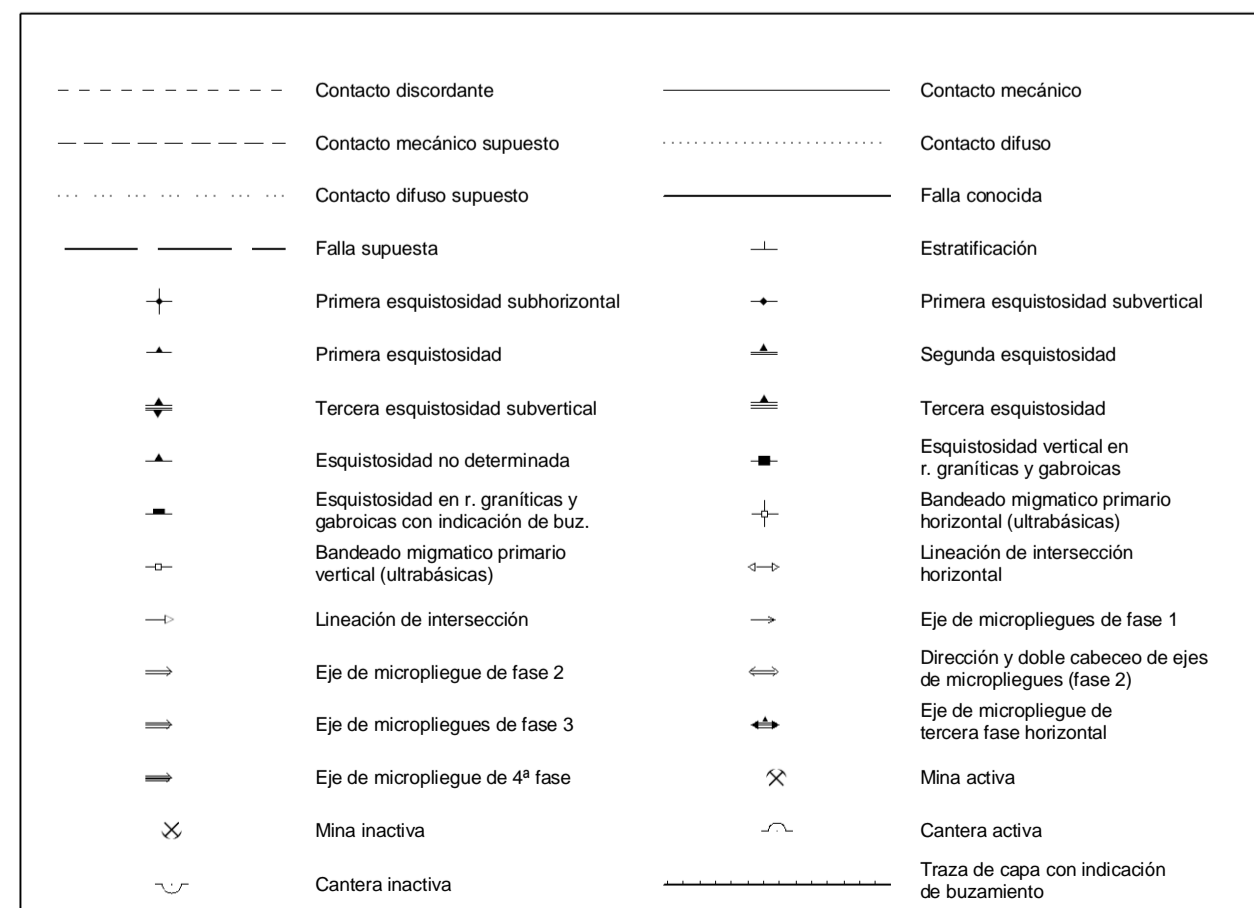 Contacto discordante
Contacto mecánico
Contacto mecánico supuesto
Contacto difuso
Contacto difuso supuesto
Falla conocida
Falla supuesta
Estratificación
Primera esquistosidad subhorizontal
Primera esquistosidad subvertical
Primera esquistosidad
Segunda esquistosidad
Tercera esquistosidad subvertical
Tercera esquistosidad
Esquistosidad no determinada
Esquistosidad vertical en
r. graníticas y gabroicas
Esquistosidad en r. graníticas y
gabroicas con indicación de buz.
Bandeado migmatico primario
horizontal (ultrabásicas)
Bandeado migmatico primario
vertical (ultrabásicas)
Lineación de intersección
horizontal
Lineación de intersección
Eje de micropliegues de fase 1
Eje de micropliegue de fase 2
Dirección y doble cabeceo de ejes
de micropliegues (fase 2)
Eje de micropliegues de fase 3
Eje de micropliegue de
tercera fase horizontal
Eje de micropliegue de 4ª fase
Mina activa
Mina inactiva
Cantera activa
Cantera inactiva
Traza de capa con indicación
de buzamiento